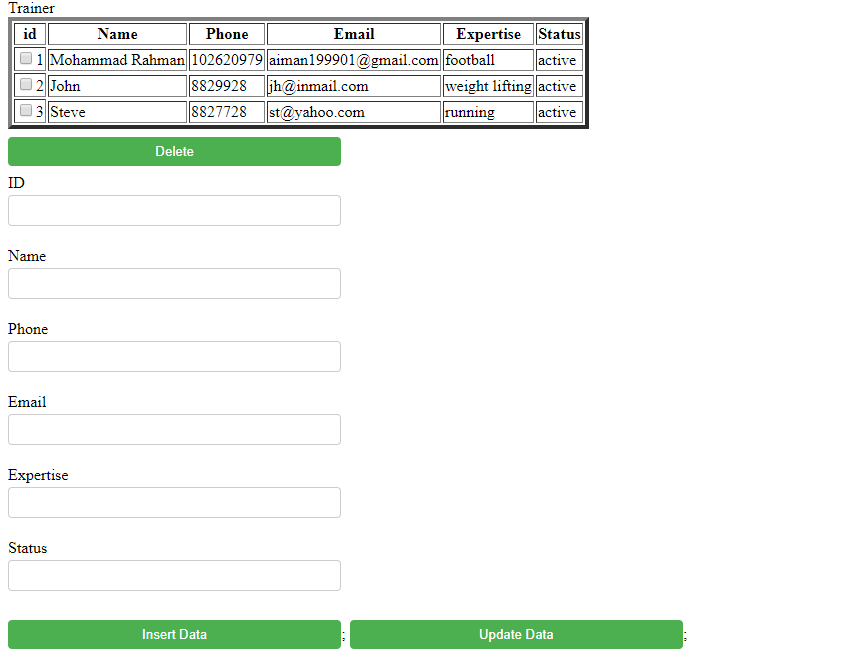 Trainer
id Name Phone Email Expertise Status
1 Mohammad Rahman 102620979 aiman199901@gmail.com football active
2 John 8829928 jh@inmail.com weight lifting active
3 Steve 8827728 st@yahoo.com running active
Delete
ID
Name
Phone
Email
Expertise
Status
Insert Data ; Update Data ;